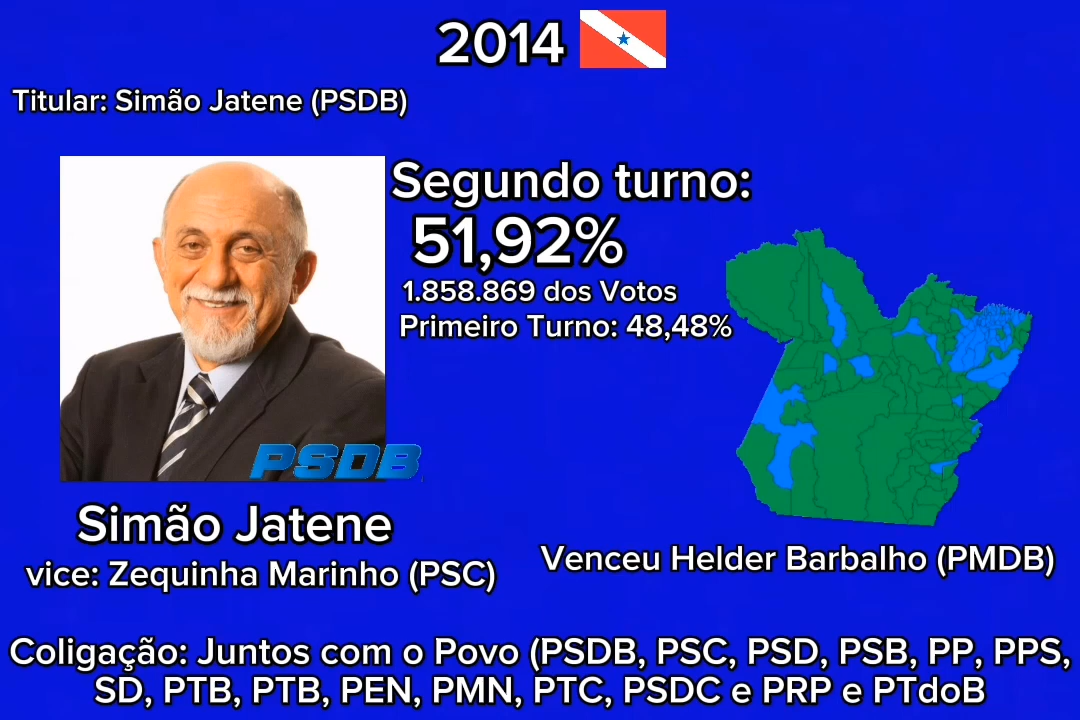 2014
Titular: Simão Jatene (PSDB)
Segundo turno:
51,92%
1.858.869 dos Votos
Primeiro Turno: 48,48%
PSDB
Simão Jatene
vice: Zequinha Marinho (PSC)
Venceu Helder Barbalho (PMDB)
Coligação: Juntos com o Povo (PSDB, PSC, PSD, PSB, PP, PPS,
SD, PTB, PTB, PEN, PMN, PTC, PSDC e PRP e PTdoB